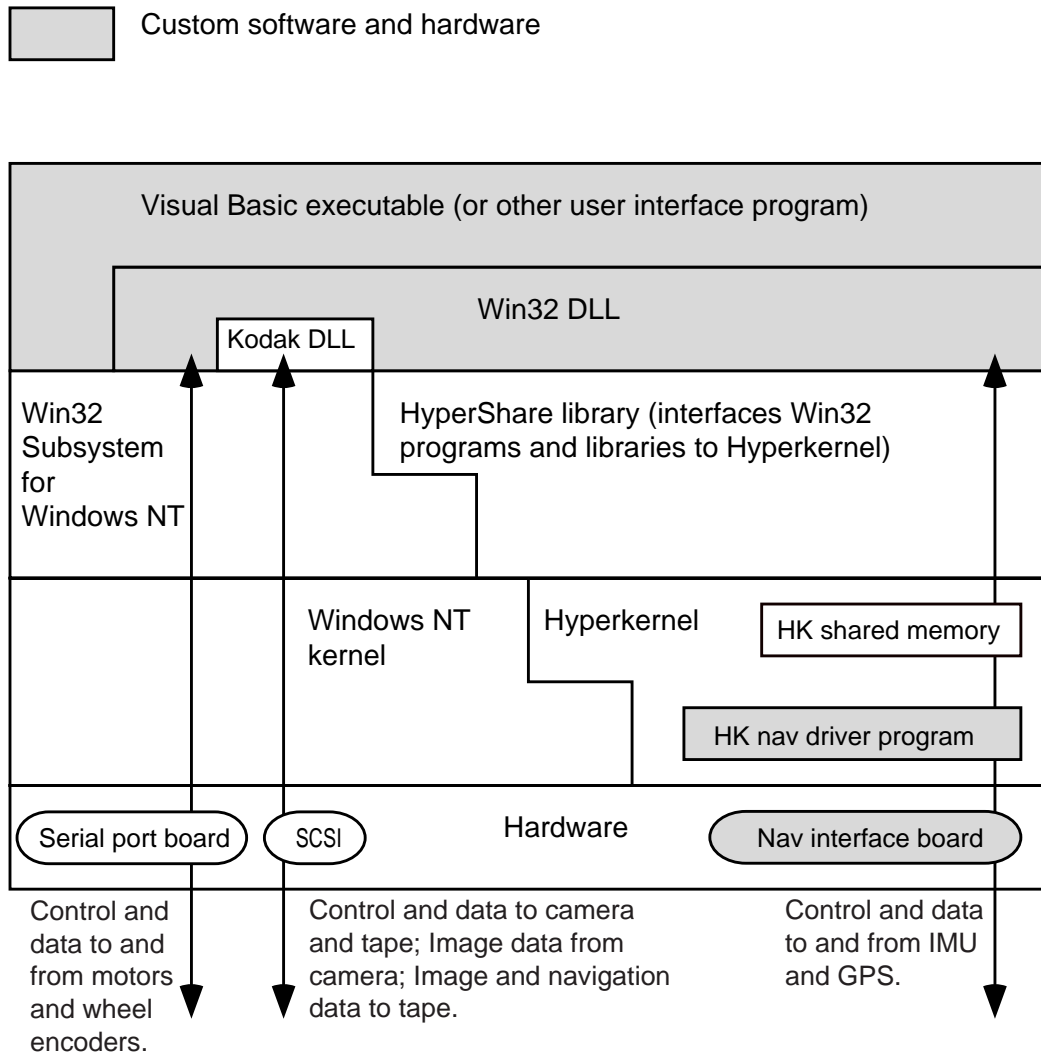 Custom software and hardware
Visual Basic executable (or other user interface program)
Win32 DLL
Kodak DLL
Win32
Subsystem
for
Windows NT
HyperShare library (interfaces Win32
programs and libraries to Hyperkernel)
Windows NT
kernel
Hyperkernel
HK shared memory
HK nav driver program
Serial port board
SCSI
Hardware
Nav interface board
Control and
data to and
from motors
and wheel
encoders.
Control and data to camera
and tape; Image data from
camera; Image and navigation
data to tape.
Control and data
to and from IMU
and GPS.